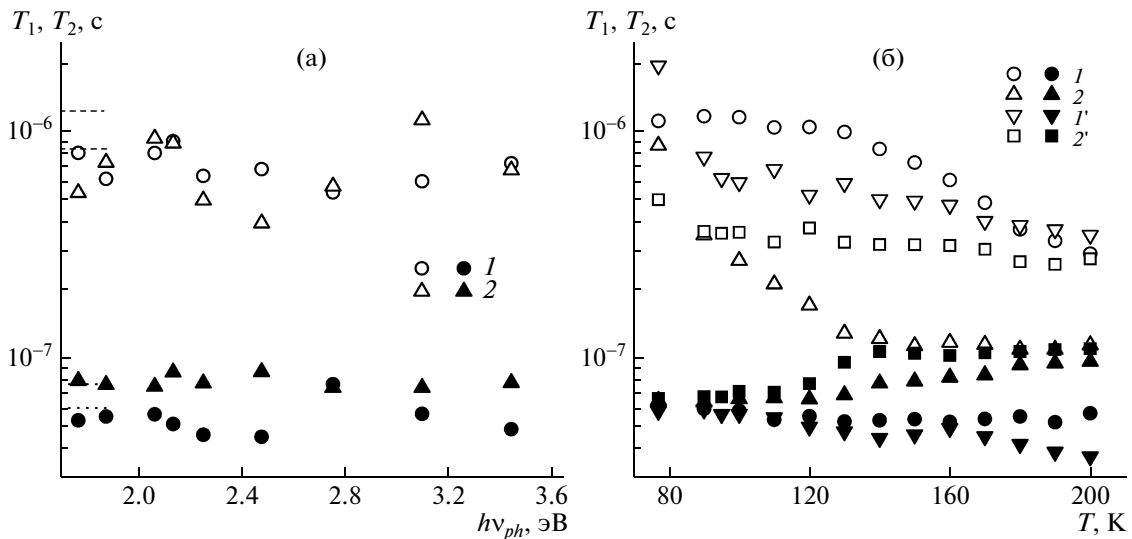 T₁, T₂, с
(а)
10⁻⁶
10⁻⁷
1
2
2.0 2.4 2.8 3.2 3.6
hν_ph, эВ
T₁, T₂, с
(б)
10⁻⁶
10⁻⁷
1
2
1'
2'
80 120 160 200
T, К